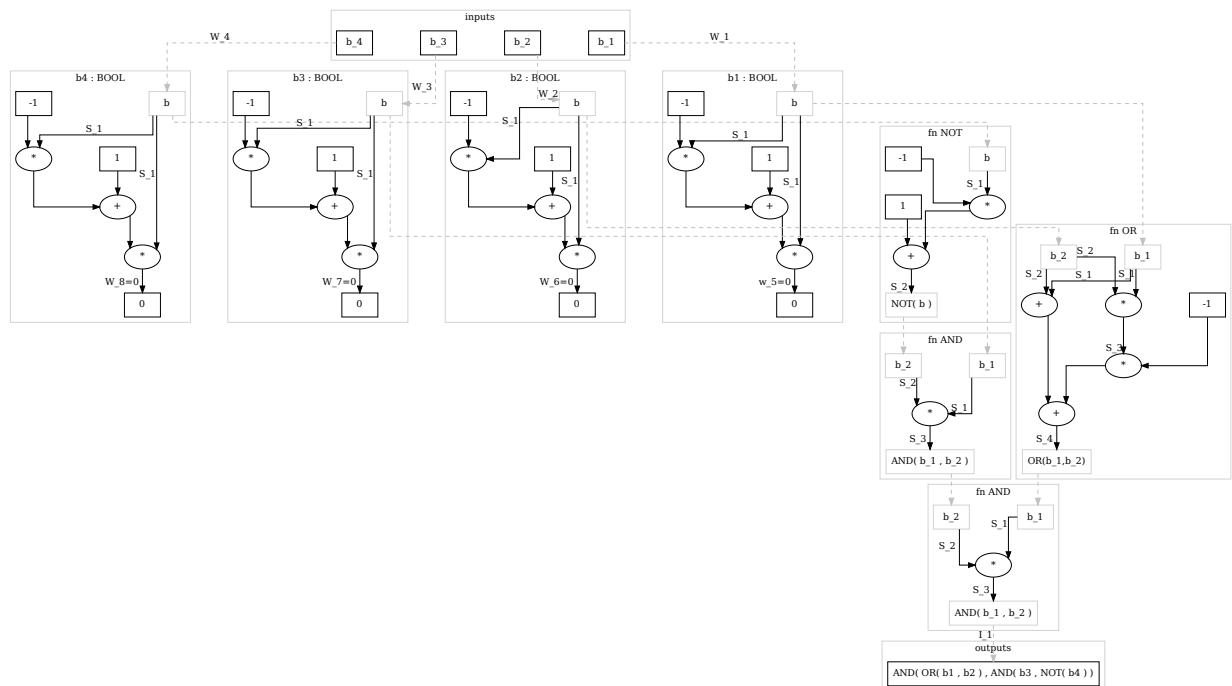 inputs
b_4
b_3
b_2
b_1
W_4
W_1
b4 : BOOL
b3 : BOOL
b2 : BOOL
b1 : BOOL
W_3
W_2
-1
b
-1
b
-1
b
-1
b
S_1
S_1
S_1
S_1
fn NOT
*
1
*
1
*
1
*
1
-1
b
S_1
S_1
S_1
S_1
S_1
+
+
+
+
1
*
fn OR
*
*
*
*
+
b_2
S_2
b_1
W_8=0
W_7=0
W_6=0
w_5=0
S_2
S_2
S_1
S_1
0
0
0
0
NOT( b )
+
*
-1
fn AND
S_3
b_2
b_1
*
S_2
*
S_1
+
S_3
S_4
AND( b_1 , b_2 )
OR(b_1,b_2)
fn AND
b_2
b_1
S_1
S_2
*
S_3
AND( b_1 , b_2 )
I_1
outputs
AND( OR( b1 , b2 ) , AND( b3 , NOT( b4 ) ) )